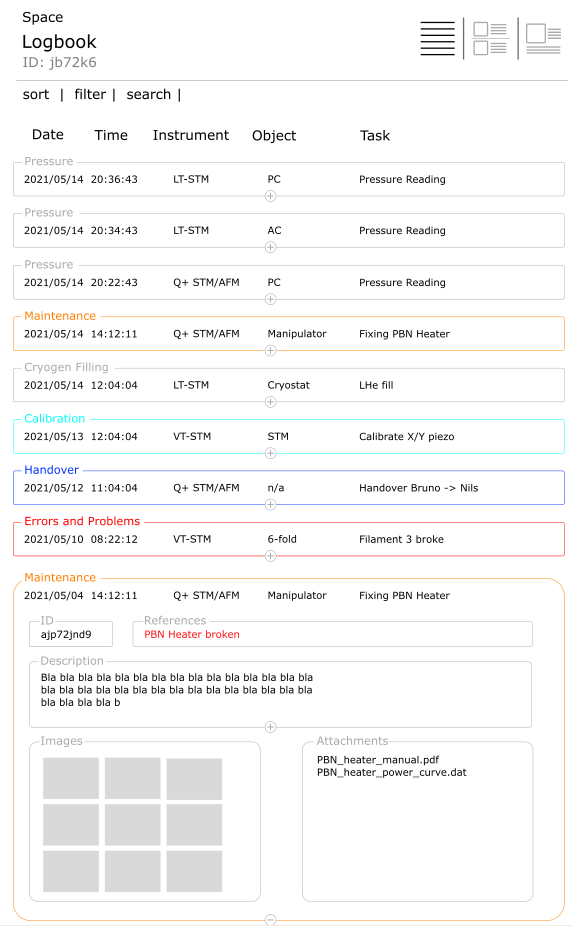 Space
Logbook
ID: jb72k6
sort | filter | search |
Date Time Instrument Object Task
Pressure
2021/05/14 20:36:43 LT-STM PC Pressure Reading
Pressure
2021/05/14 20:34:43 LT-STM AC Pressure Reading
Pressure
2021/05/14 20:22:43 Q+ STM/AFM PC Pressure Reading
Maintenance
2021/05/14 14:12:11 Q+ STM/AFM Manipulator Fixing PBN Heater
Cryogen Filling
2021/05/14 12:04:04 LT-STM Cryostat LHe fill
Calibration
2021/05/13 12:04:04 VT-STM STM Calibrate X/Y piezo
Handover
2021/05/12 11:04:04 Q+ STM/AFM n/a Handover Bruno -> Nils
Errors and Problems
2021/05/10 08:22:12 VT-STM 6-fold Filament 3 broke
Maintenance
2021/05/04 14:12:11 Q+ STM/AFM Manipulator Fixing PBN Heater
ID References
ajp72jnd9 PBN Heater broken
Description
Bla bla bla bla bla bla bla bla bla bla bla bla bla bla bla
bla bla bla bla bla bla bla bla bla bla bla bla bla bla bla
bla bla bla bla b
Images Attachments
PBN_heater_manual.pdf
PBN_heater_power_curve.dat